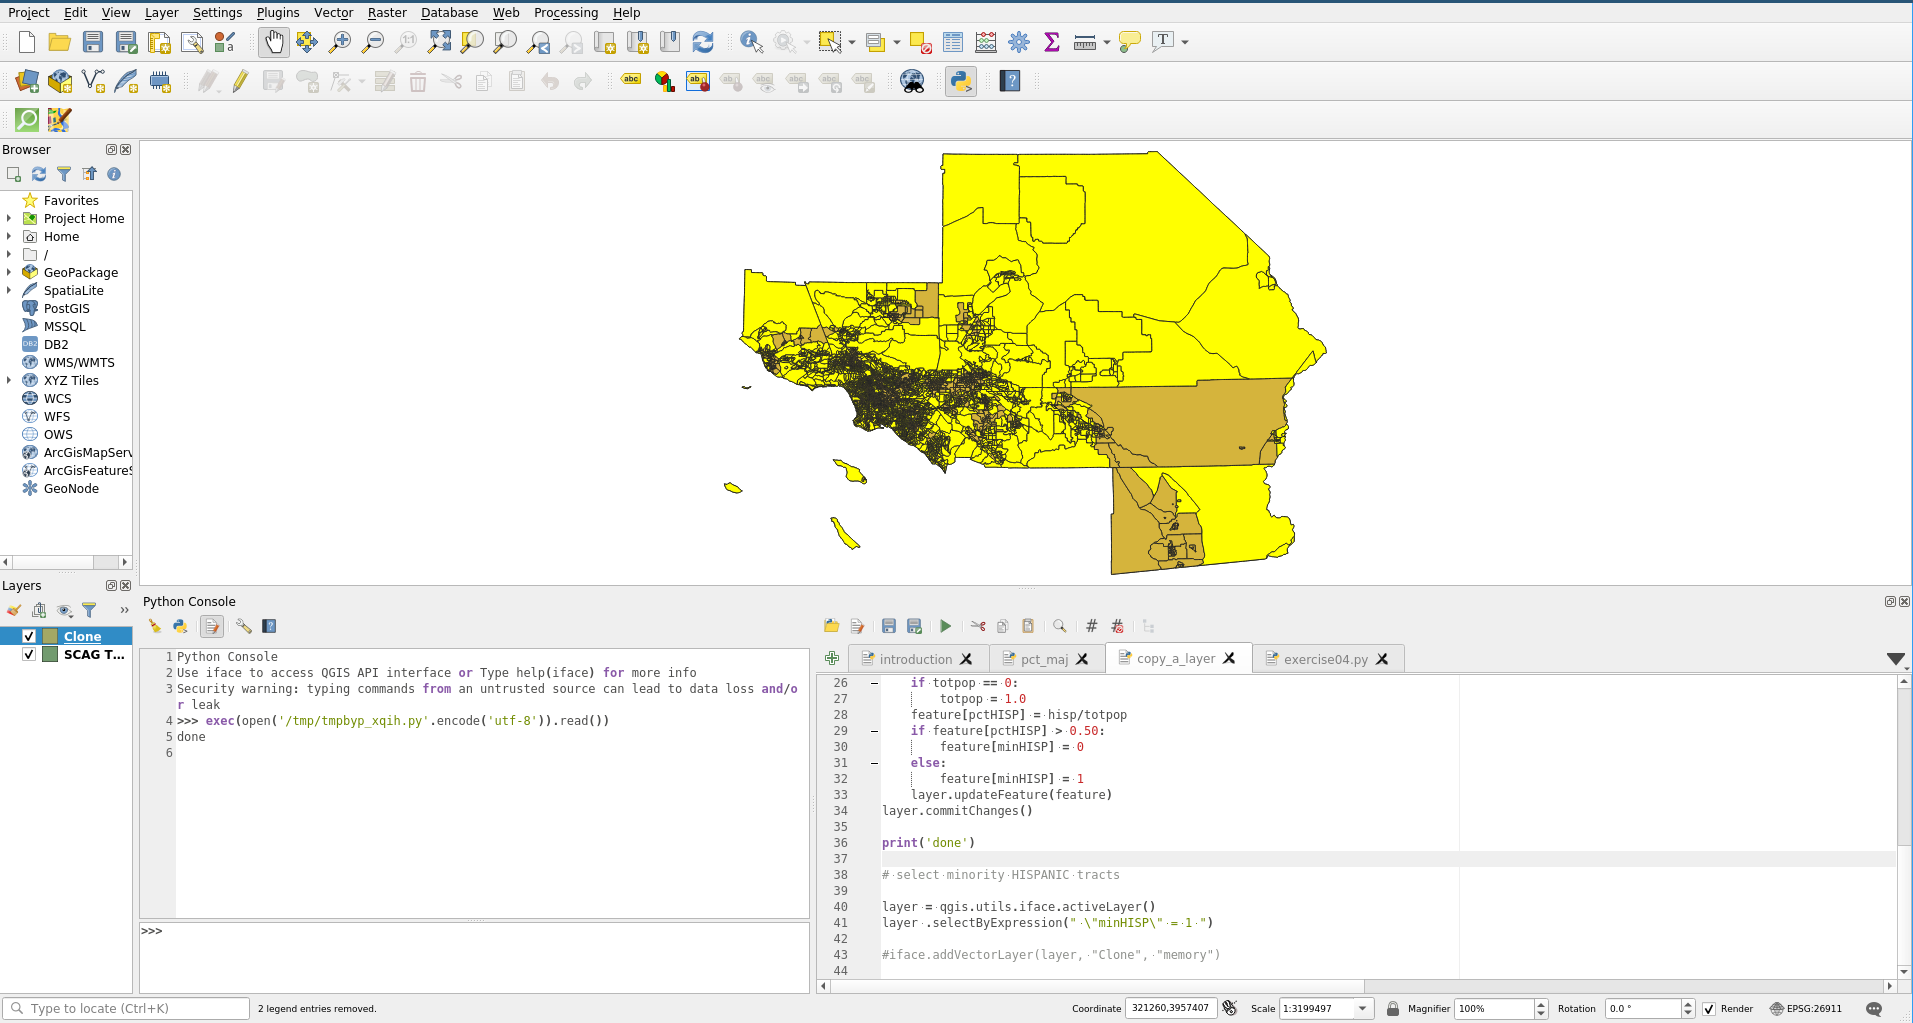 Project Edit View Layer Settings Plugins Vector Raster Database Web Processing Help
Browser
Favorites
Project Home
Home
/
GeoPackage
SpatiaLite
PostGIS
MSSQL
DB2
WMS/WMTS
XYZ Tiles
WCS
WFS
OWS
ArcGisMapServ
ArcGisFeatureS
GeoNode
Layers
Clone
SCAG T...
Python Console
1 Python Console
2 Use iface to access QGIS API interface or Type help(iface) for more info
3 Security warning: typing commands from an untrusted source can lead to data loss and/o
r leak
4 >>> exec(open('/tmp/tmpbyp_xqih.py'.encode('utf-8')).read())
5 done
6
>>>
introduction pct_maj copy_a_layer exercise04.py
26 if totpop == 0:
27 totpop = 1.0
28 feature[pctHISP] = hisp/totpop
29 if feature[pctHISP] > 0.50:
30 feature[minHISP] = 0
31 else:
32 feature[minHISP] = 1
33 layer.updateFeature(feature)
34 layer.commitChanges()
35
36 print('done')
37
38 # select minority HISPANIC tracts
39
40 layer = qgis.utils.iface.activeLayer()
41 layer .selectByExpression(" \"minHISP\" = 1 ")
42
43 #iface.addVectorLayer(layer, "Clone", "memory")
44
Type to locate (Ctrl+K) 2 legend entries removed. Coordinate 321260,3957407 Scale 1:3199497 Magnifier 100% Rotation 0.0 ° Render EPSG:26911